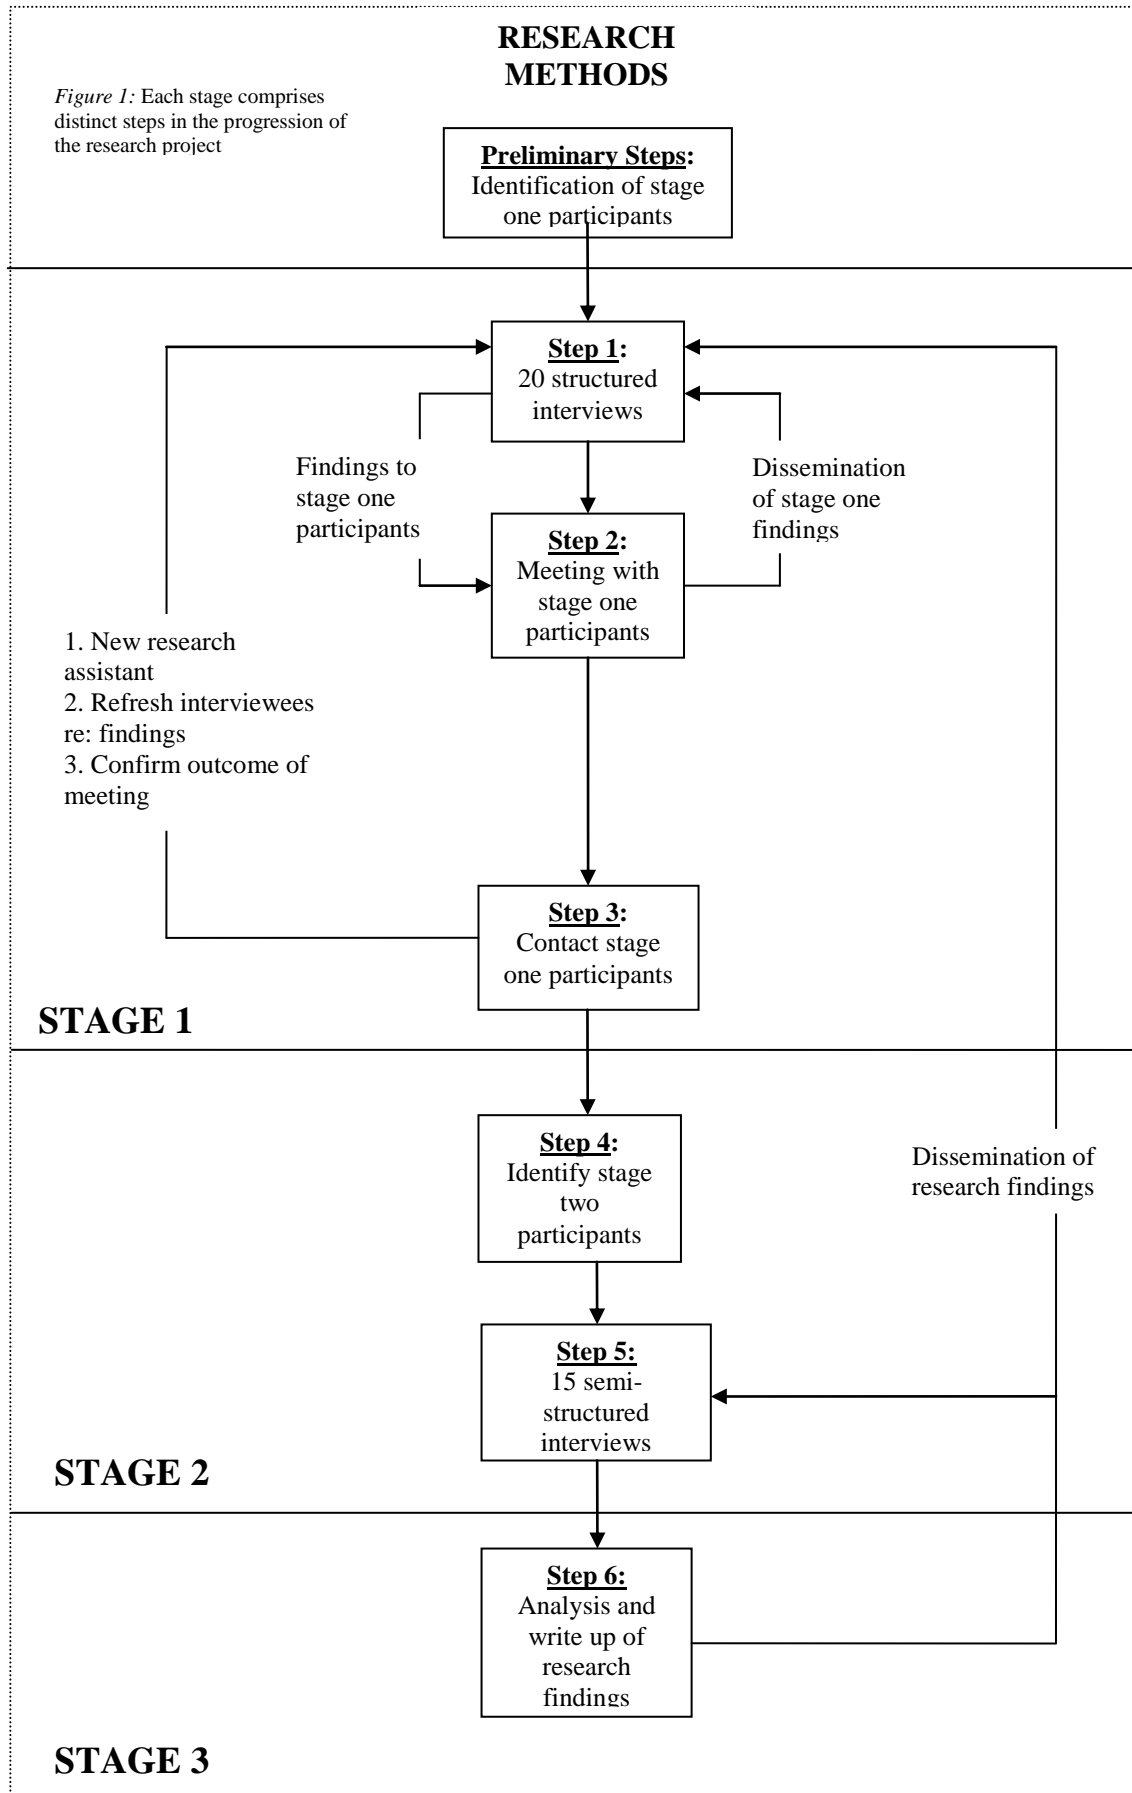 RESEARCH
METHODS
Figure 1: Each stage comprises
distinct steps in the progression of
the research project
Preliminary Steps:
Identification of stage
one participants
Step 1:
20 structured
interviews
Findings to
stage one
participants
Dissemination
of stage one
findings
Step 2:
Meeting with
stage one
participants
1. New research
assistant
2. Refresh interviewees
re: findings
3. Confirm outcome of
meeting
Step 3:
Contact stage
one participants
STAGE 1
Step 4:
Identify stage
two
participants
Dissemination of
research findings
Step 5:
15 semi-
structured
interviews
STAGE 2
Step 6:
Analysis and
write up of
research
findings
STAGE 3